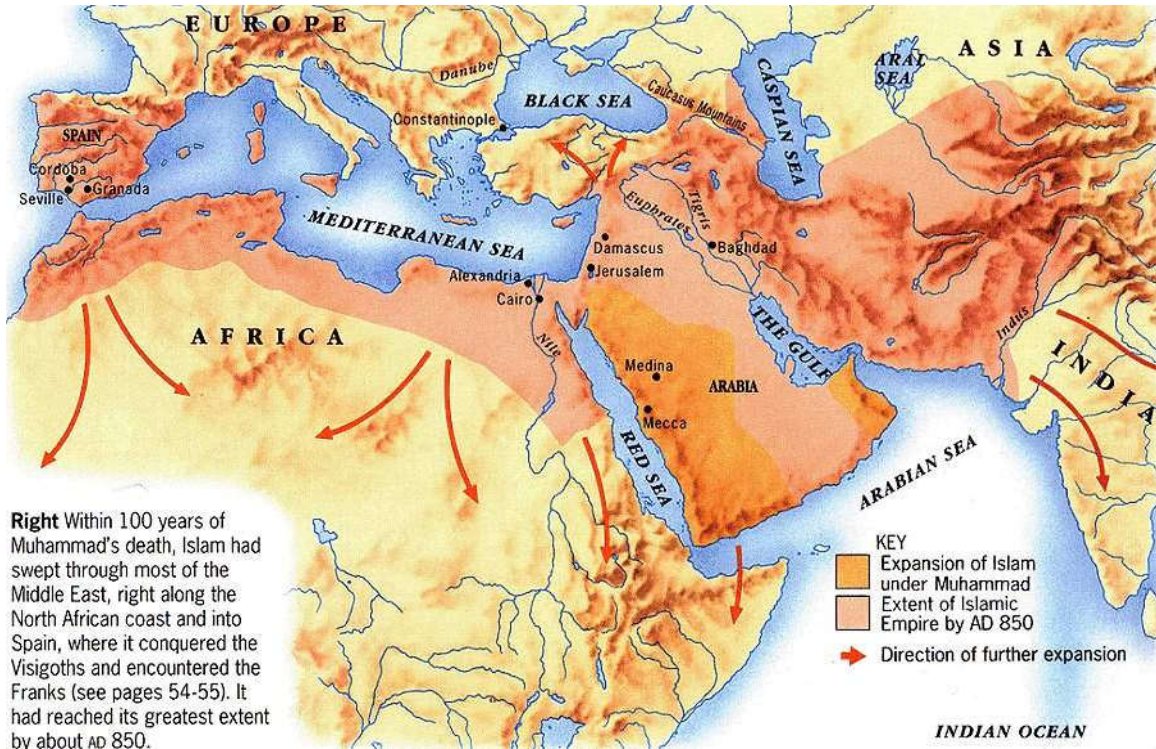 EUROPE
ASIA
ARAL
SEA
Danube
CASPIAN SEA
BLACK SEA
Caucasus Mountains
Constantinople
SPAIN
Cordoba
Seville
Granada
MEDITERRANEAN SEA
Euphrates
Tigris
Baghdad
Damascus
Jerusalem
Alexandria
Cairo
Nile
AFRICA
THE GULF
Indus
INDIA
Medina
ARABIA
Mecca
RED SEA
ARABIAN SEA
Right Within 100 years of
Muhammad's death, Islam had
swept through most of the
Middle East, right along the
North African coast and into
Spain, where it conquered the
Visigoths and encountered the
Franks (see pages 54-55). It
had reached its greatest extent
by about AD 850.
KEY
Expansion of Islam
under Muhammad
Extent of Islamic
Empire by AD 850
Direction of further expansion
INDIAN OCEAN